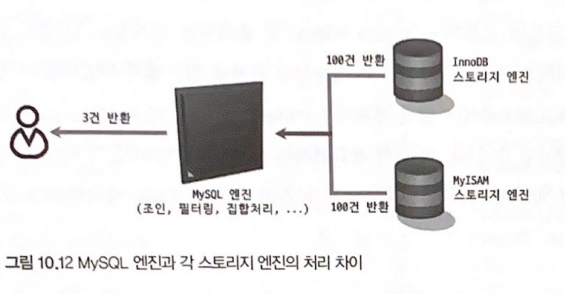 100건 반환
InnoDB
스토리지 엔진
3건 반환
MySQL 엔진
(조인, 필터링, 집합처리, ...)
MyISAM
스토리지 엔진
100건 반환
그림 10.12 MySQL 엔진과 각 스토리지 엔진의 처리 차이